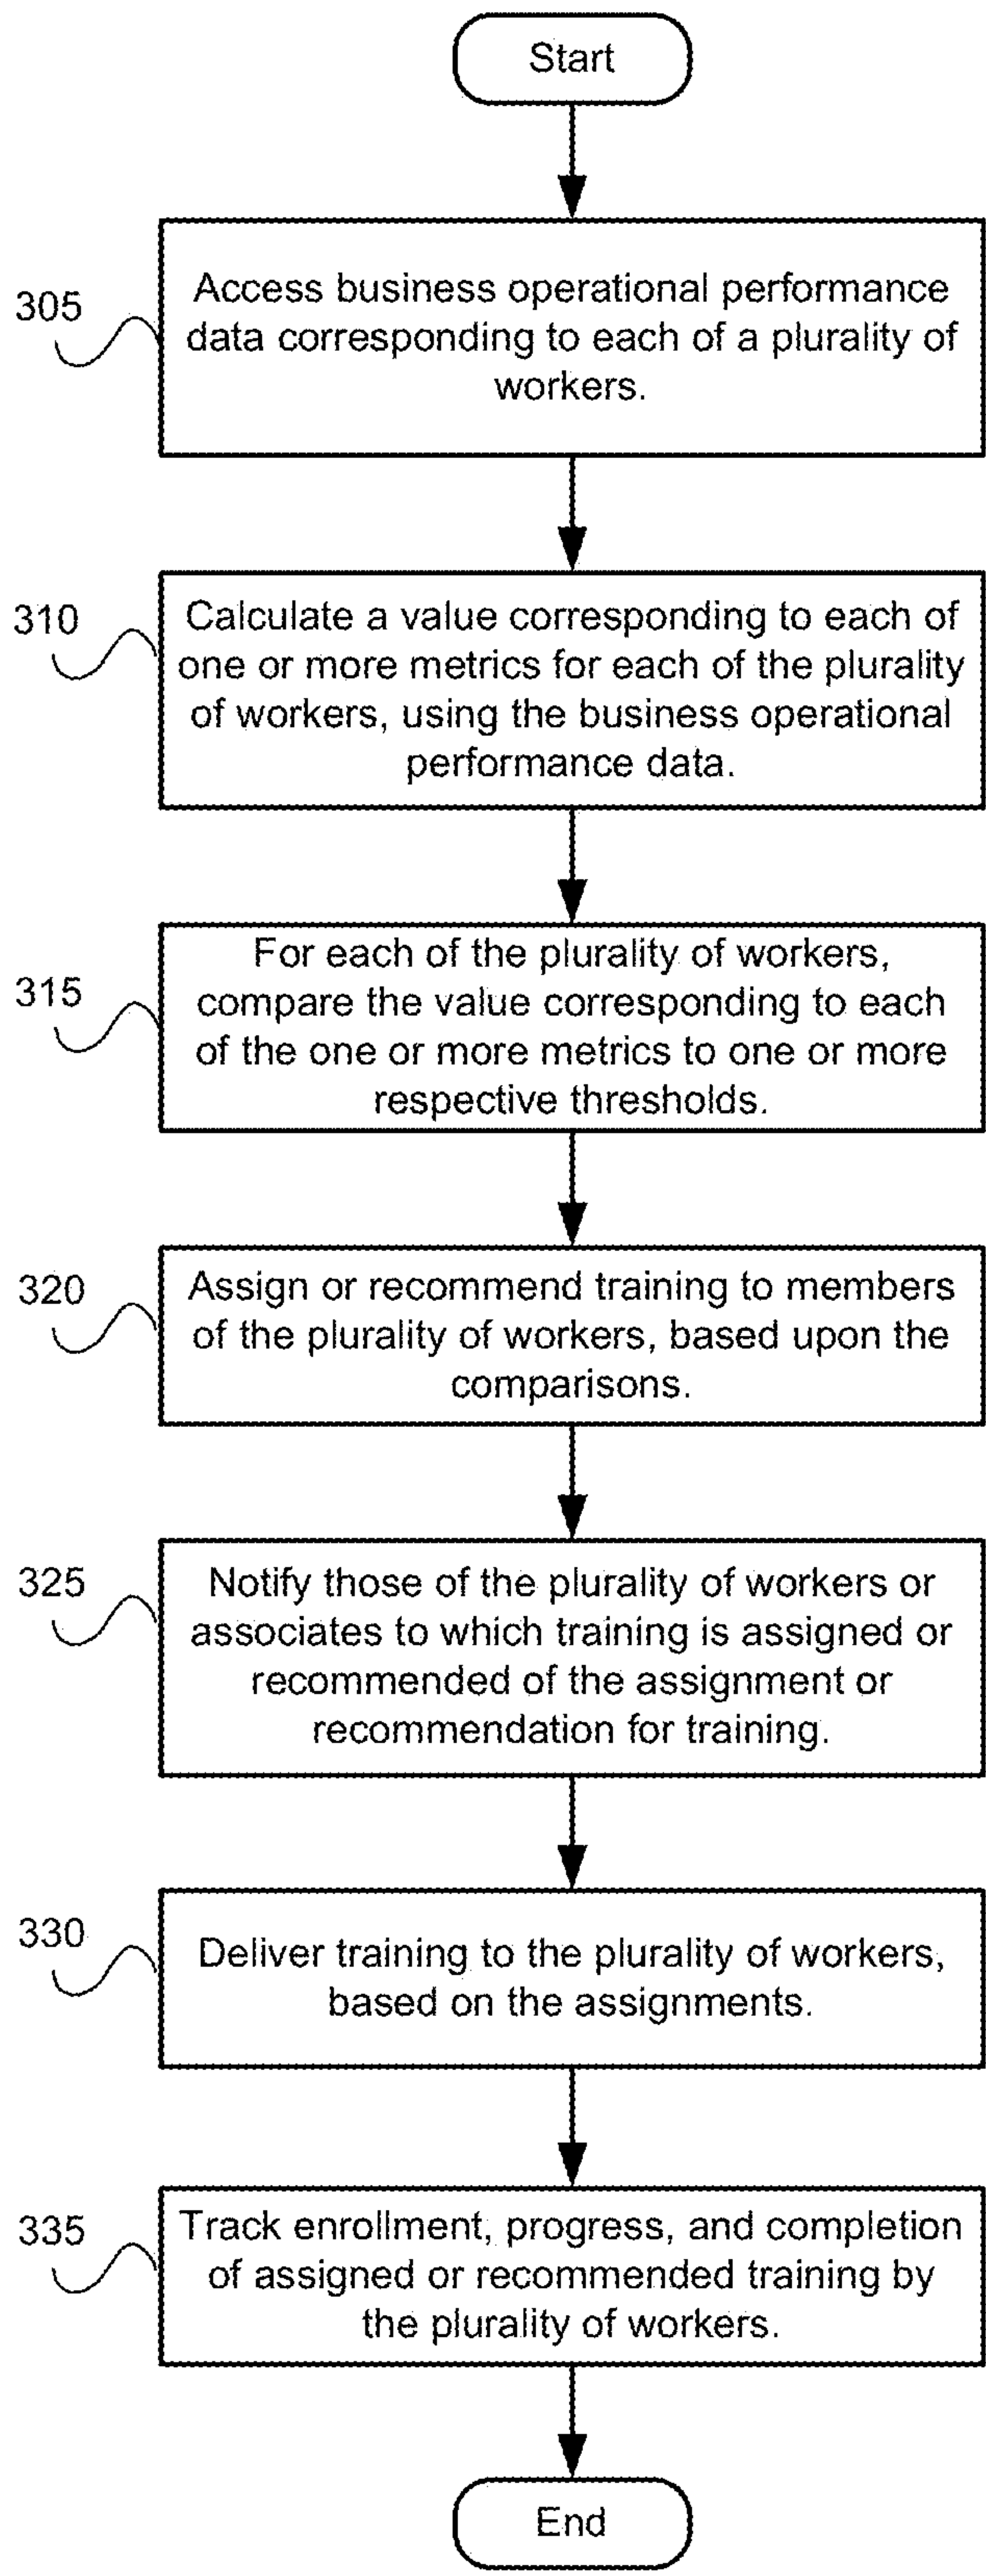 Start
305
Access business operational performance
data corresponding to each of a plurality of
workers.
310
Calculate a value corresponding to each of
one or more metrics for each of the plurality
of workers, using the business operational
performance data.
315
For each of the plurality of workers,
compare the value corresponding to each
of the one or more metrics to one or more
respective thresholds.
320
Assign or recommend training to members
of the plurality of workers, based upon the
comparisons.
325
Notify those of the plurality of workers or
associates to which training is assigned or
recommended of the assignment or
recommendation for training.
330
Deliver training to the plurality of workers,
based on the assignments.
335
Track enrollment, progress, and completion
of assigned or recommended training by
the plurality of workers.
End